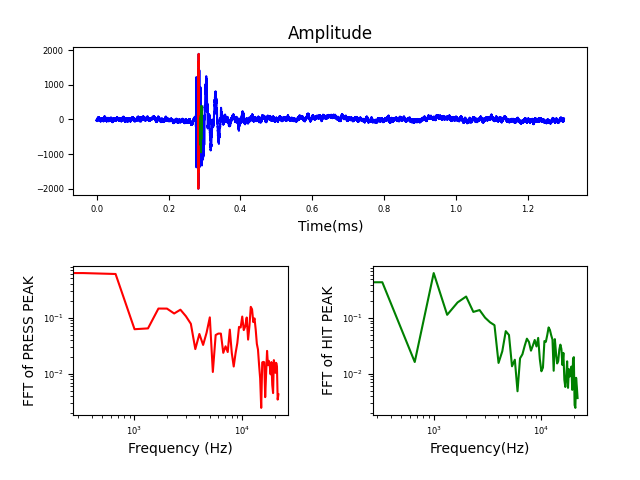 Amplitude
2000
1000
0
−1000
−2000
0.0 0.2 0.4 0.6 0.8 1.0 1.2
Time(ms)
FFT of PRESS PEAK
10⁻¹
10⁻²
10³ 10⁴
Frequency (Hz)
FFT of HIT PEAK
10⁻¹
10⁻²
10³ 10⁴
Frequency(Hz)